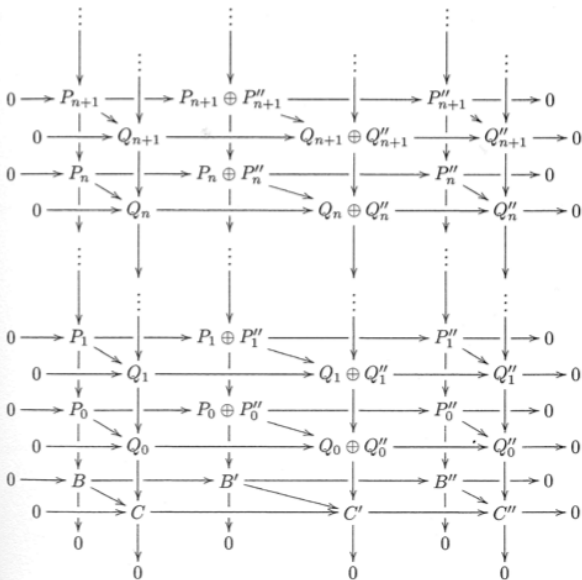 ⋮ ⋮ ⋮ ⋮ ⋮ ⋮
0 → P_{n+1} → P_{n+1} ⊕ P''_{n+1} → P''_{n+1} → 0
0 → Q_{n+1} → Q_{n+1} ⊕ Q''_{n+1} → Q''_{n+1} → 0
0 → P_n → P_n ⊕ P''_n → P''_n → 0
0 → Q_n → Q_n ⊕ Q''_n → Q''_n → 0
⋮ ⋮ ⋮ ⋮ ⋮ ⋮
0 → P_1 → P_1 ⊕ P''_1 → P''_1 → 0
0 → Q_1 → Q_1 ⊕ Q''_1 → Q''_1 → 0
0 → P_0 → P_0 ⊕ P''_0 → P''_0 → 0
0 → Q_0 → Q_0 ⊕ Q''_0 → Q''_0 → 0
0 → B → B' → B'' → 0
0 → C → C' → C'' → 0
0 0 0
0 0 0